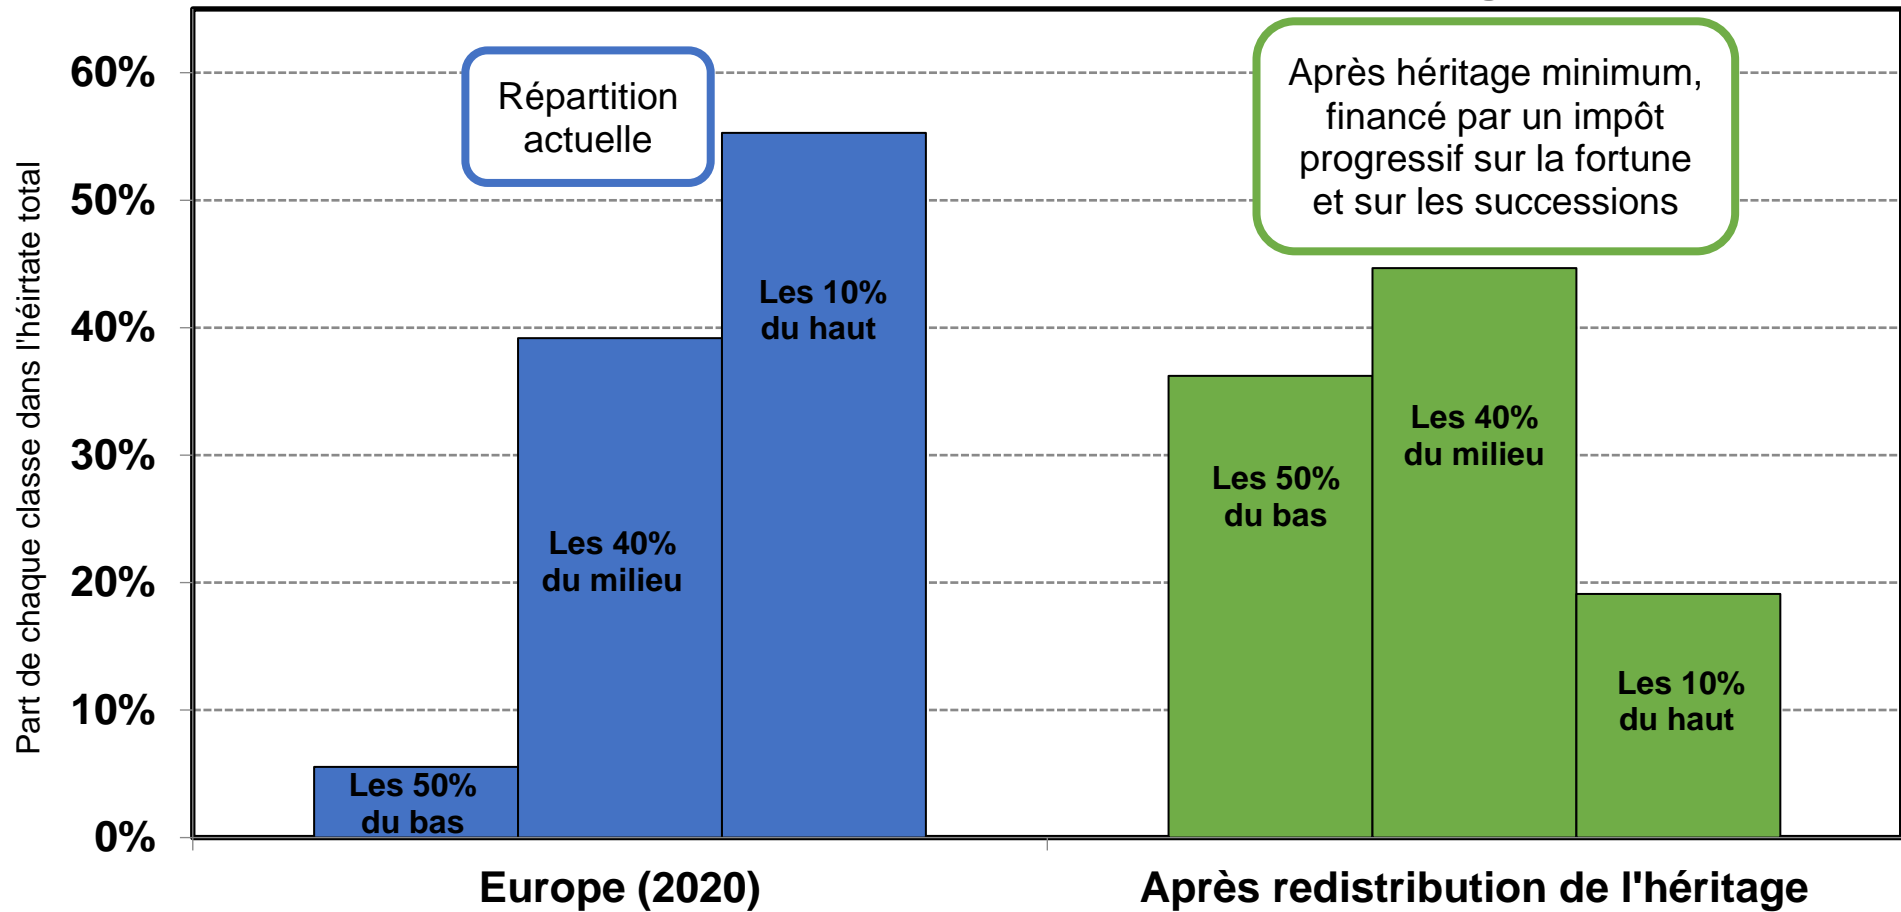 60%
50%
40%
30%
20%
10%
0%
Part de chaque classe dans l'héirtate total
Répartition
actuelle
Les 50%
du bas
Les 40%
du milieu
Les 10%
du haut
Après héritage minimum,
financé par un impôt
progressif sur la fortune
et sur les successions
Les 50%
du bas
Les 40%
du milieu
Les 10%
du haut
Europe (2020)
Après redistribution de l'héritage